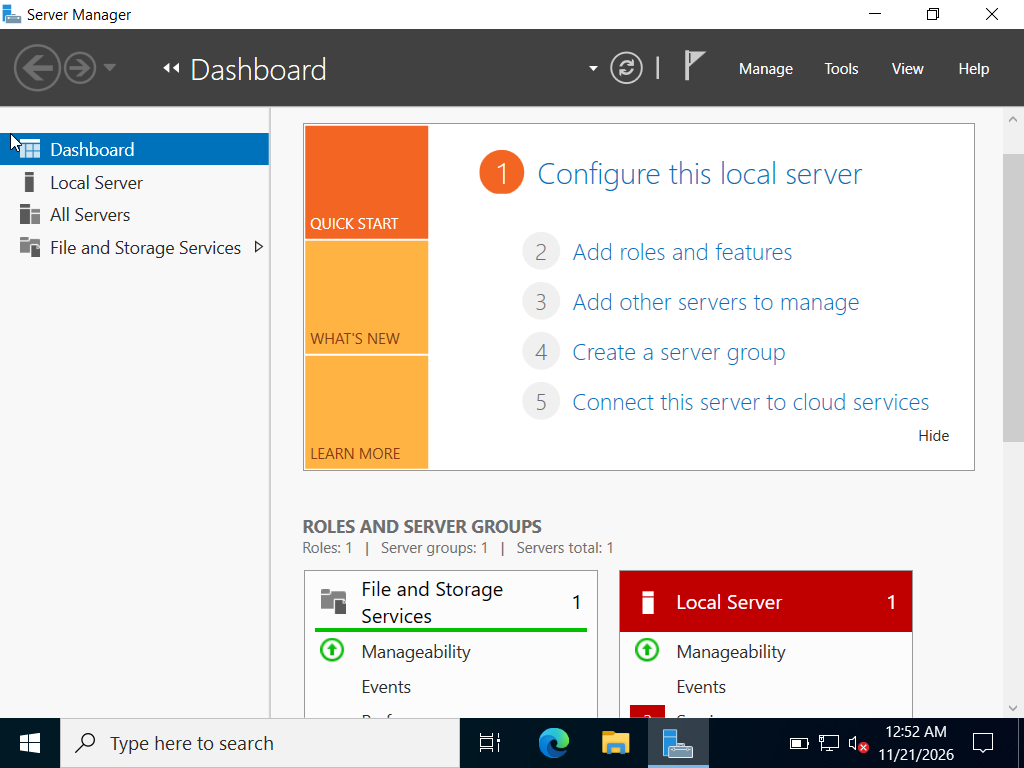 Server Manager
Dashboard
Manage Tools View Help
Dashboard
Local Server
All Servers
File and Storage Services
QUICK START
WHAT'S NEW
LEARN MORE
1 Configure this local server
2 Add roles and features
3 Add other servers to manage
4 Create a server group
5 Connect this server to cloud services
Hide
ROLES AND SERVER GROUPS
Roles: 1 | Server groups: 1 | Servers total: 1
File and Storage
Services
1
Manageability
Events
Local Server 1
Manageability
Events
Type here to search
12:52 AM
11/21/2026